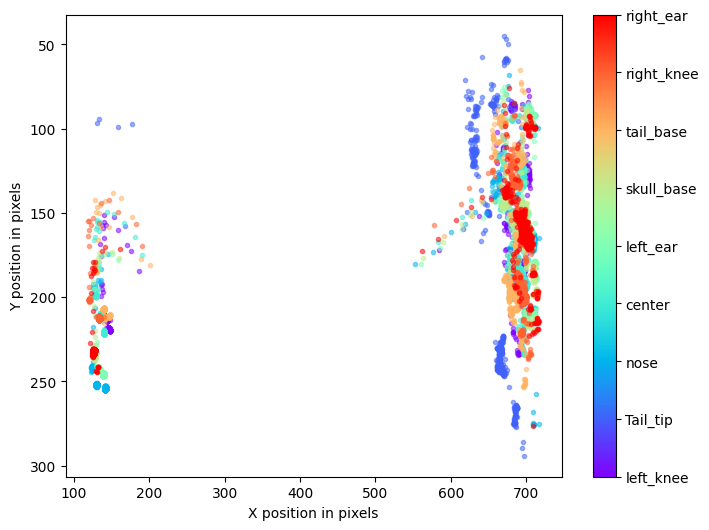 50
100
150
200
250
300
Y position in pixels
100
200
300
400
500
600
700
X position in pixels
right_ear
right_knee
tail_base
skull_base
left_ear
center
nose
Tail_tip
left_knee